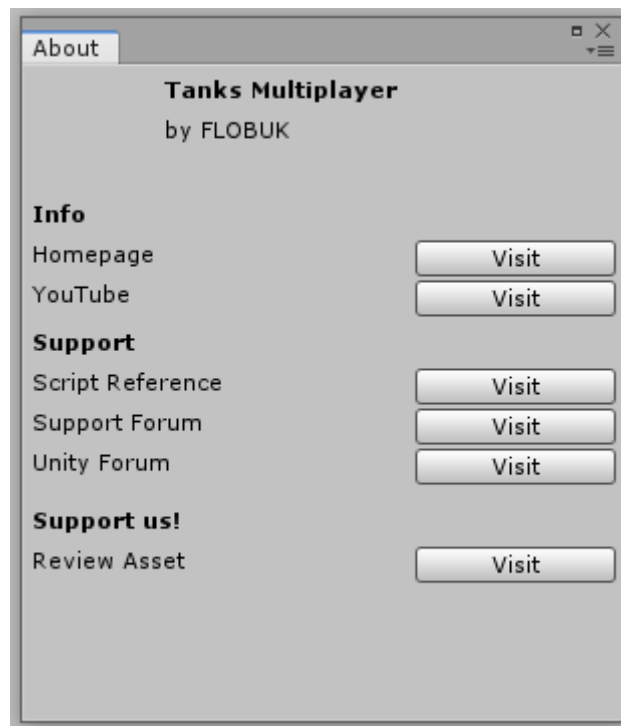 About
Tanks Multiplayer
by FLOBUK
Info
Homepage Visit
YouTube Visit
Support
Script Reference Visit
Support Forum Visit
Unity Forum Visit
Support us!
Review Asset Visit